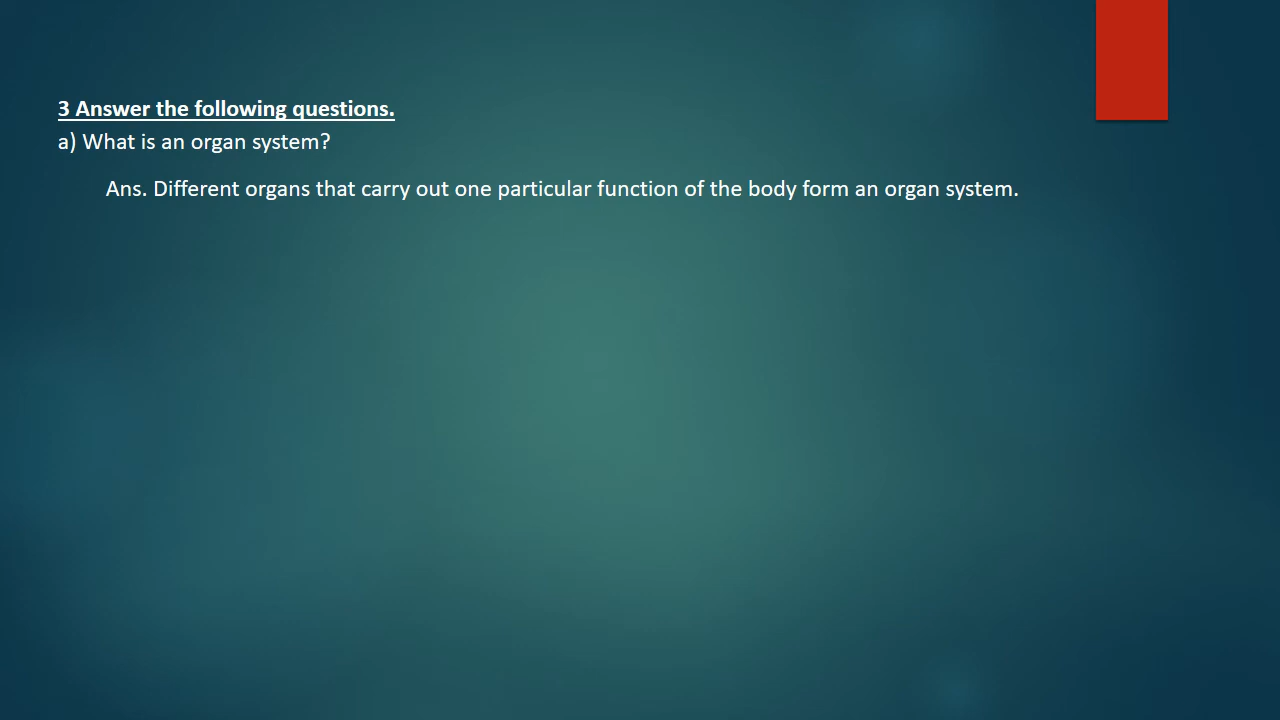 3 Answer the following questions.
a) What is an organ system?
Ans. Different organs that carry out one particular function of the body form an organ system.